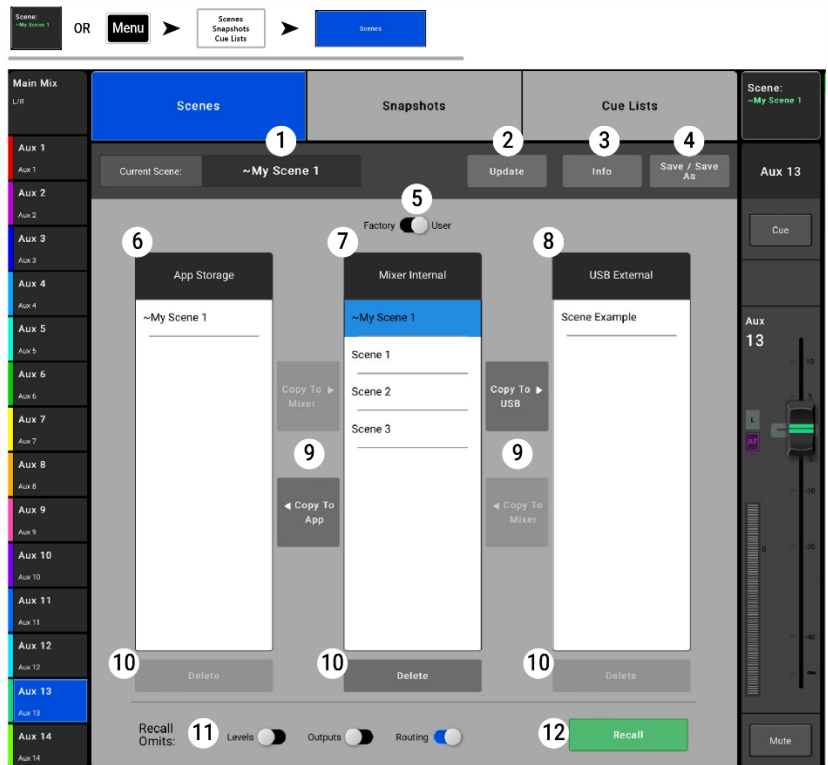 Scene:
~My Scene 1
OR
Menu
Scenes
Snapshots
Cue Lists
Scenes
Main Mix
L/R
Scenes
Snapshots
Cue Lists
Scene:
~My Scene 1
1
2
3
4
Current Scene:
~My Scene 1
Update
Info
Save / Save
As
Aux 13
Aux 1
Aux 1
Aux 2
Aux 2
Aux 3
Aux 3
Aux 4
Aux 4
Aux 5
Aux 5
Aux 6
Aux 6
Aux 7
Aux 7
Aux 8
Aux 8
Aux 9
Aux 9
Aux 10
Aux 10
Aux 11
Aux 11
Aux 12
Aux 12
Aux 13
Aux 13
Aux 14
Aux 14
5
Factory
User
6
7
8
App Storage
Mixer Internal
USB External
~My Scene 1
~My Scene 1
Scene 1
Scene 2
Scene 3
Scene Example
Copy To
Mixer
Copy To
USB
9
9
Copy To
App
Copy To
Mixer
10
Delete
10
Delete
10
Delete
Recall
Omits:
11
Levels
Outputs
Routing
12
Recall
Cue
Aux
13
10
5
L
AF
0
-10
-20
-40
∞
Mute